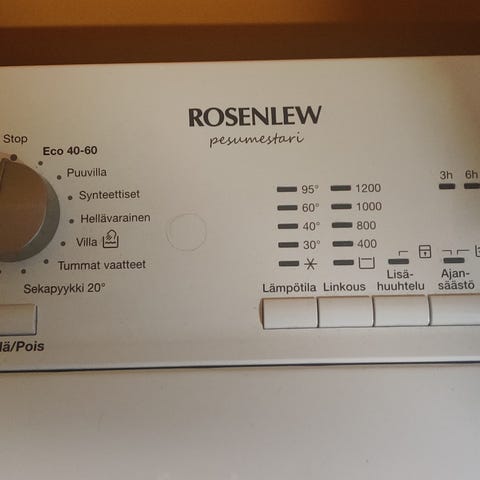 ROSENLEW
pesumestari
Stop
Eco 40-60
Puuvilla
Synteettiset
Hellävarainen
Villa
Tummat vaatteet
Sekapyykki 20°
lä/Pois
95° 1200
60° 1000
40° 800
30° 400
3h 6h
Lämpötila Linkous Lisä-
huuhtelu Ajan-
säästö